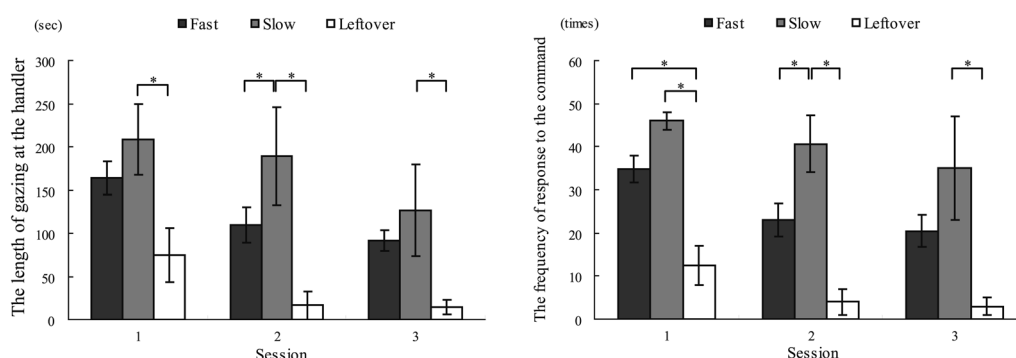 (sec)
Fast Slow Leftover
The length of gazing at the handler
300
250
200
150
100
50
0
* * * *
1 2 3
Session
(times)
Fast Slow Leftover
The frequency of response to the command
60
50
40
30
20
10
0
* * * * *
1 2 3
Session